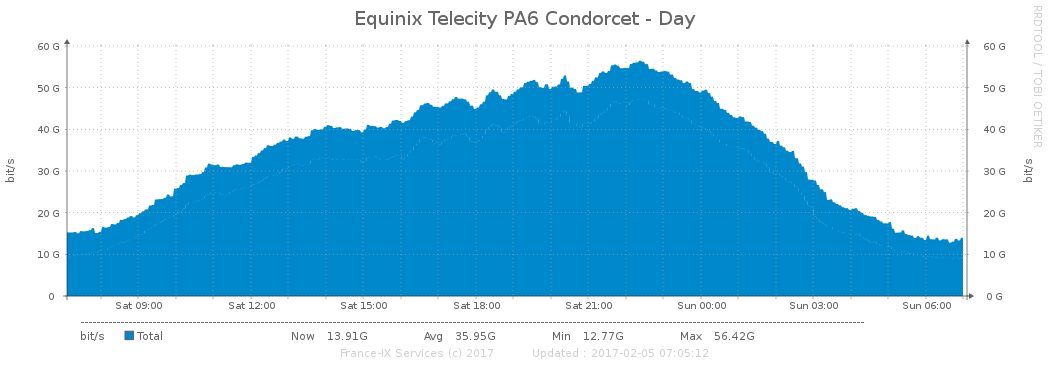 Equinix Telecity PA6 Condorcet - Day
RRDTOOL / TOBI OETIKER
bit/s
60 G
50 G
40 G
30 G
20 G
10 G
0
60 G
50 G
40 G
30 G
20 G
10 G
0 G
bit/s
Sat 09:00 Sat 12:00 Sat 15:00 Sat 18:00 Sat 21:00 Sun 00:00 Sun 03:00 Sun 06:00
bit/s Total Now 13.91G Avg 35.95G Min 12.77G Max 56.42G
France-IX Services (c) 2017 Updated : 2017-02-05 07:05:12